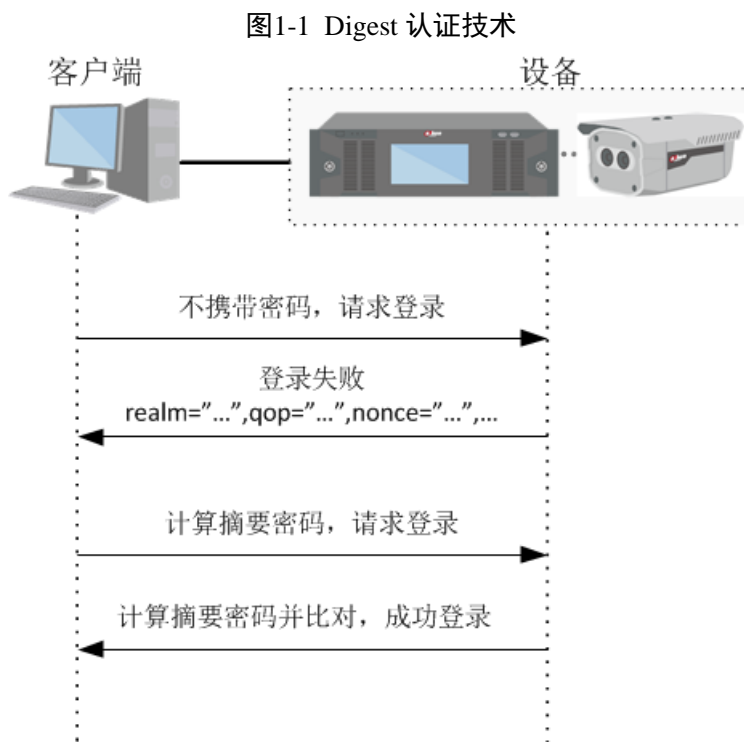 图1-1 Digest 认证技术
客户端
设备
不携带密码，请求登录
登录失败
realm=”...”,qop=”...”,nonce=”...”,...
计算摘要密码，请求登录
计算摘要密码并比对，成功登录